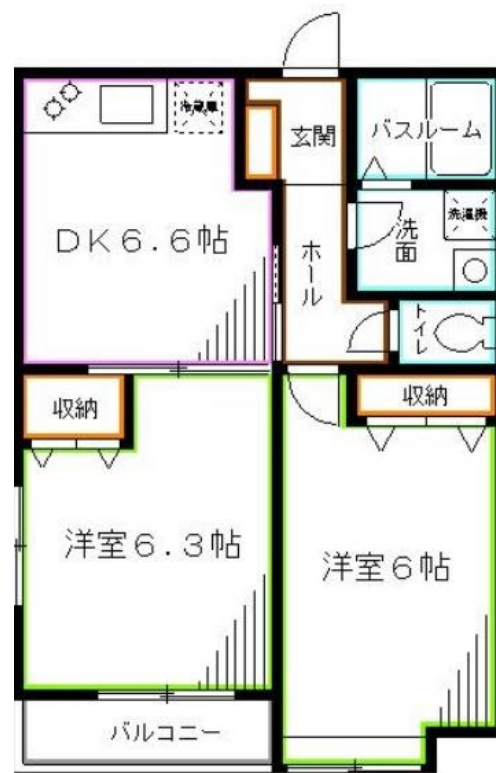 冷蔵庫
玄関
バスルーム
DK6.6帖
ホール
洗面
洗濯機
トイレ
収納
収納
洋室6.3帖
洋室6帖
バルコニー